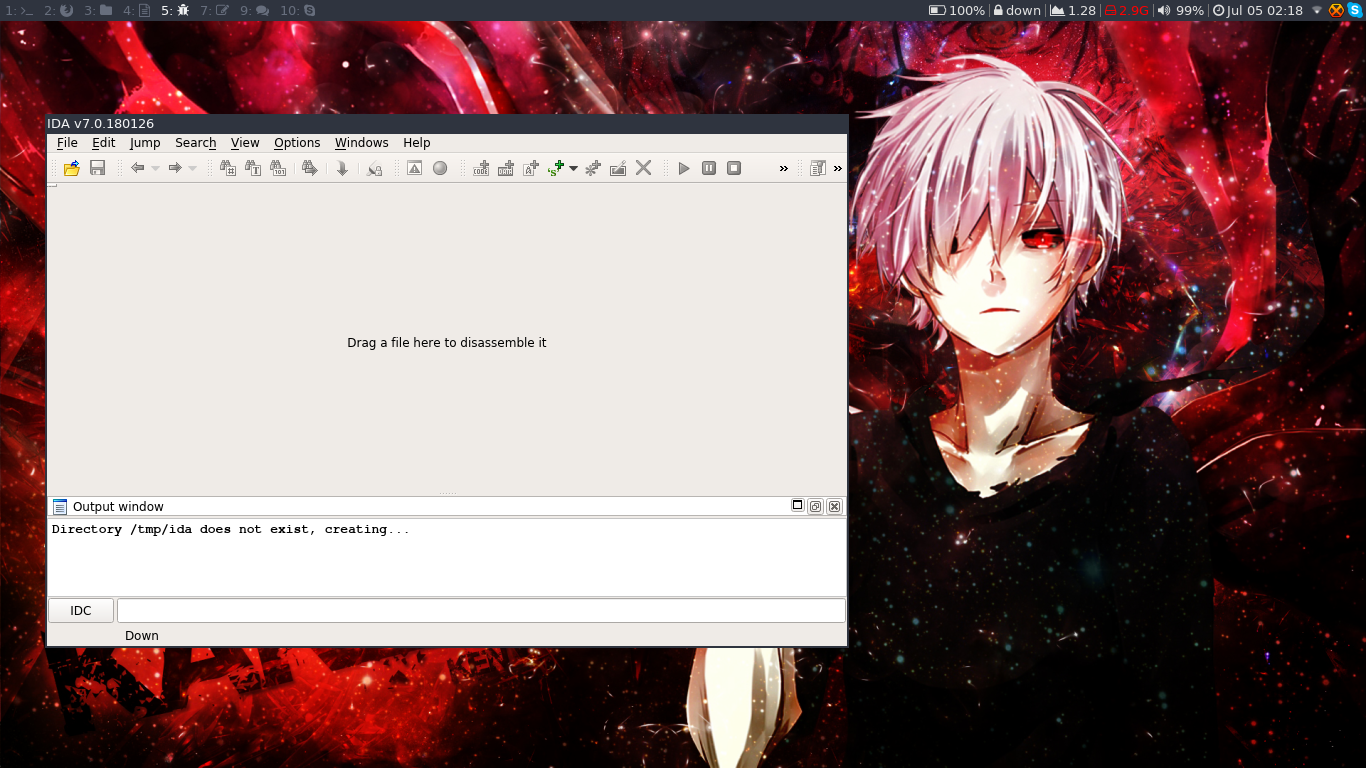 1: 2: 3: 4: 5: 7: 9: 10: 100% down 1.28 2.9G 99% Jul 05 02:18
IDA v7.0.180126
File Edit Jump Search View Options Windows Help
Drag a file here to disassemble it
Output window
Directory /tmp/ida does not exist, creating...
IDC
Down